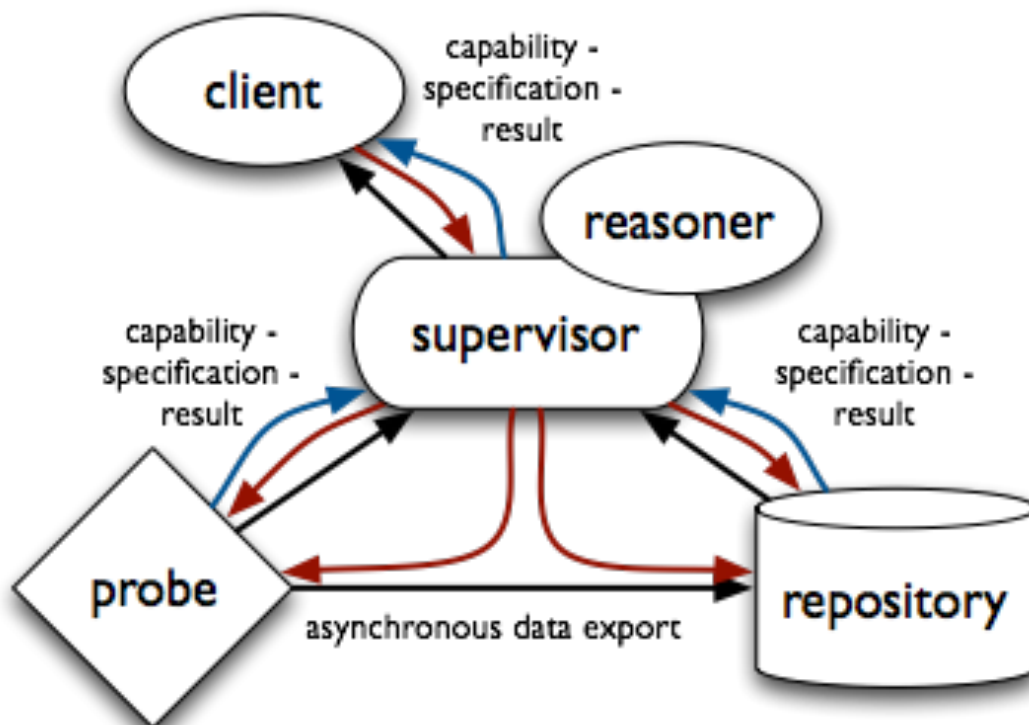 client
capability -
specification -
result
reasoner
supervisor
capability -
specification -
result
capability -
specification -
result
probe
asynchronous data export
repository